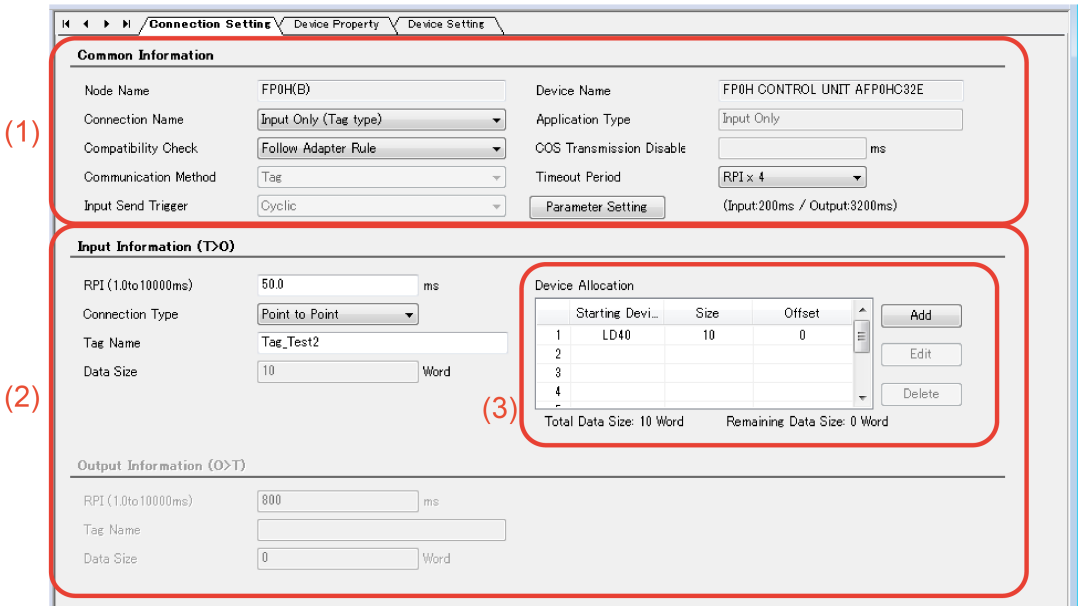 Connection Setting Device Property Device Setting
(1)
Common Information
Node Name FP0H(B) Device Name FP0H CONTROL UNIT AFP0HC32E
Connection Name Input Only (Tag type) Application Type Input Only
Compatibility Check Follow Adapter Rule COS Transmission Disable ms
Communication Method Tag Timeout Period RPI x 4
Input Send Trigger Cyclic Parameter Setting (Input:200ms / Output:3200ms)
(2)
Input Information (T>O)
RPI (1.0to10000ms) 50.0 ms
Connection Type Point to Point
Tag Name Tag_Test2
Data Size 10 Word
(3)
Device Allocation
Starting Devi... Size Offset Add
1 LD40 10 0
2 Edit
3
4 Delete
Total Data Size: 10 Word Remaining Data Size: 0 Word
Output Information (O>T)
RPI (1.0to10000ms) 800 ms
Tag Name
Data Size 0 Word